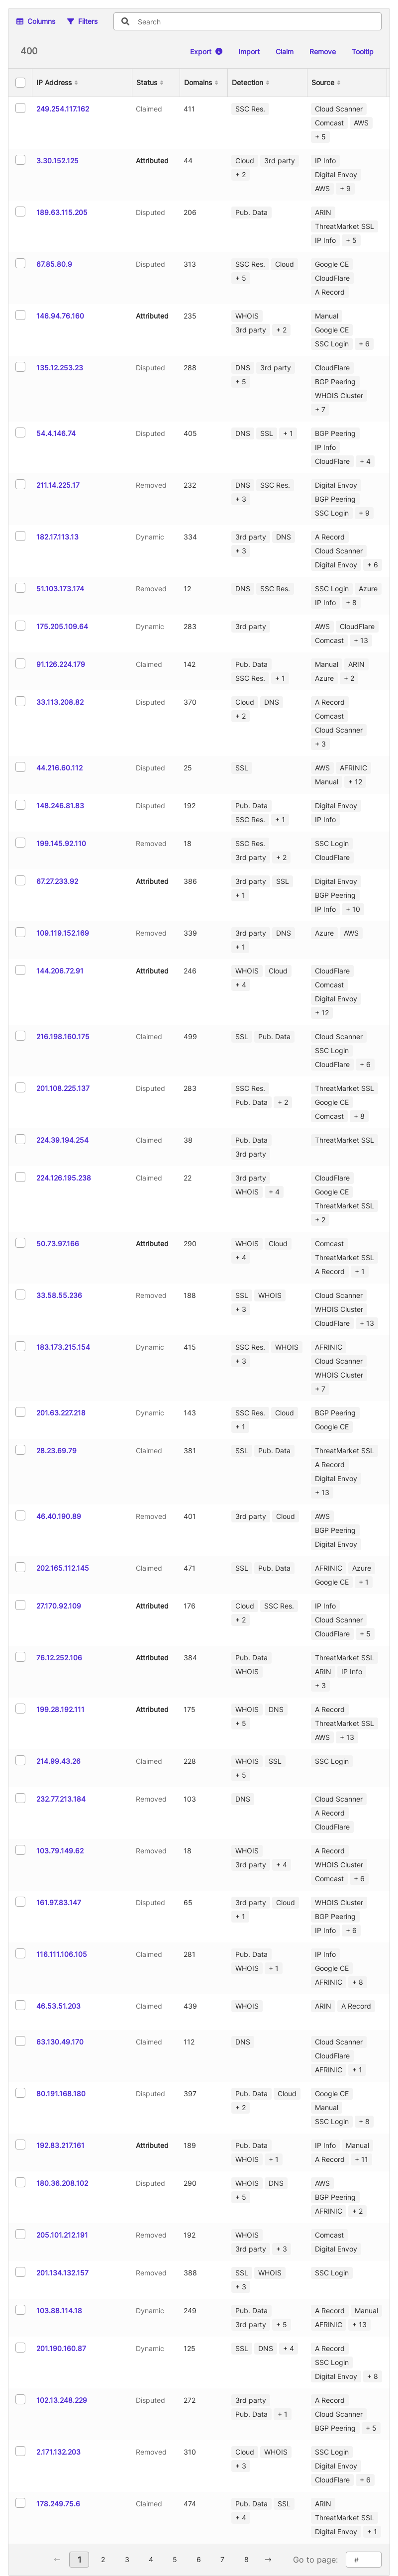 Columns Filters Search
400 Export Import Claim Remove Tooltip
IP Address Status Domains Detection Source
249.254.117.162 Claimed 411 SSC Res. Cloud Scanner
Comcast AWS
+ 5
3.30.152.125 Attributed 44 Cloud 3rd party IP Info
+ 2 Digital Envoy
AWS + 9
189.63.115.205 Disputed 206 Pub. Data ARIN
ThreatMarket SSL
IP Info + 5
67.85.80.9 Disputed 313 SSC Res. Cloud Google CE
+ 5 CloudFlare
A Record
146.94.76.160 Attributed 235 WHOIS Manual
3rd party + 2 Google CE
SSC Login + 6
135.12.253.23 Disputed 288 DNS 3rd party CloudFlare
+ 5 BGP Peering
WHOIS Cluster
+ 7
54.4.146.74 Disputed 405 DNS SSL + 1 BGP Peering
IP Info
CloudFlare + 4
211.14.225.17 Removed 232 DNS SSC Res. Digital Envoy
+ 3 BGP Peering
SSC Login + 9
182.17.113.13 Dynamic 334 3rd party DNS A Record
+ 3 Cloud Scanner
Digital Envoy + 6
51.103.173.174 Removed 12 DNS SSC Res. SSC Login Azure
IP Info + 8
175.205.109.64 Dynamic 283 3rd party AWS CloudFlare
Comcast + 13
91.126.224.179 Claimed 142 Pub. Data Manual ARIN
SSC Res. + 1 Azure + 2
33.113.208.82 Disputed 370 Cloud DNS A Record
+ 2 Comcast
Cloud Scanner
+ 3
44.216.60.112 Disputed 25 SSL AWS AFRINIC
Manual + 12
148.246.81.83 Disputed 192 Pub. Data Digital Envoy
SSC Res. + 1 IP Info
199.145.92.110 Removed 18 SSC Res. SSC Login
3rd party + 2 CloudFlare
67.27.233.92 Attributed 386 3rd party SSL Digital Envoy
+ 1 BGP Peering
IP Info + 10
109.119.152.169 Removed 339 3rd party DNS Azure AWS
+ 1
144.206.72.91 Attributed 246 WHOIS Cloud CloudFlare
+ 4 Comcast
Digital Envoy
+ 12
216.198.160.175 Claimed 499 SSL Pub. Data Cloud Scanner
SSC Login
CloudFlare + 6
201.108.225.137 Disputed 283 SSC Res. ThreatMarket SSL
Pub. Data + 2 Google CE
Comcast + 8
224.39.194.254 Claimed 38 Pub. Data ThreatMarket SSL
3rd party
224.126.195.238 Claimed 22 3rd party CloudFlare
WHOIS + 4 Google CE
ThreatMarket SSL
+ 2
50.73.97.166 Attributed 290 WHOIS Cloud Comcast
+ 4 ThreatMarket SSL
A Record + 1
33.58.55.236 Removed 188 SSL WHOIS Cloud Scanner
+ 3 WHOIS Cluster
CloudFlare + 13
183.173.215.154 Dynamic 415 SSC Res. WHOIS AFRINIC
+ 3 Cloud Scanner
WHOIS Cluster
+ 7
201.63.227.218 Dynamic 143 SSC Res. Cloud BGP Peering
+ 1 Google CE
28.23.69.79 Claimed 381 SSL Pub. Data ThreatMarket SSL
A Record
Digital Envoy
+ 13
46.40.190.89 Removed 401 3rd party Cloud AWS
BGP Peering
Digital Envoy
202.165.112.145 Claimed 471 SSL Pub. Data AFRINIC Azure
Google CE + 1
27.170.92.109 Attributed 176 Cloud SSC Res. IP Info
+ 2 Cloud Scanner
CloudFlare + 5
76.12.252.106 Attributed 384 Pub. Data ThreatMarket SSL
WHOIS ARIN IP Info
+ 3
199.28.192.111 Attributed 175 WHOIS DNS A Record
+ 5 ThreatMarket SSL
AWS + 13
214.99.43.26 Claimed 228 WHOIS SSL SSC Login
+ 5
232.77.213.184 Removed 103 DNS Cloud Scanner
A Record
CloudFlare
103.79.149.62 Removed 18 WHOIS A Record
3rd party + 4 WHOIS Cluster
Comcast + 6
161.97.83.147 Disputed 65 3rd party Cloud WHOIS Cluster
+ 1 BGP Peering
IP Info + 6
116.111.106.105 Claimed 281 Pub. Data IP Info
WHOIS + 1 Google CE
AFRINIC + 8
46.53.51.203 Claimed 439 WHOIS ARIN A Record
63.130.49.170 Claimed 112 DNS Cloud Scanner
CloudFlare
AFRINIC + 1
80.191.168.180 Disputed 397 Pub. Data Cloud Google CE
+ 2 Manual
SSC Login + 8
192.83.217.161 Attributed 189 Pub. Data IP Info Manual
WHOIS + 1 A Record + 11
180.36.208.102 Disputed 290 WHOIS DNS AWS
+ 5 BGP Peering
AFRINIC + 2
205.101.212.191 Removed 192 WHOIS Comcast
3rd party + 3 Digital Envoy
201.134.132.157 Removed 388 SSL WHOIS SSC Login
+ 3
103.88.114.18 Dynamic 249 Pub. Data A Record Manual
3rd party + 5 AFRINIC + 13
201.190.160.87 Dynamic 125 SSL DNS + 4 A Record
SSC Login
Digital Envoy + 8
102.13.248.229 Disputed 272 3rd party A Record
Pub. Data + 1 Cloud Scanner
BGP Peering + 5
2.171.132.203 Removed 310 Cloud WHOIS SSC Login
+ 3 Digital Envoy
CloudFlare + 6
178.249.75.6 Claimed 474 Pub. Data SSL ARIN
+ 4 ThreatMarket SSL
Digital Envoy + 1
← 1 2 3 4 5 6 7 8 → Go to page: #